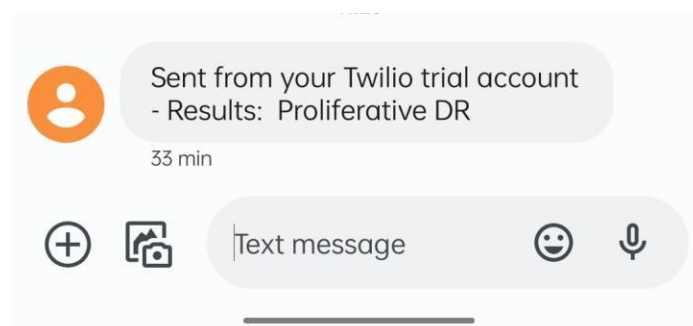 Sent from your Twilio trial account
- Results:  Proliferative DR
33 min
Text message